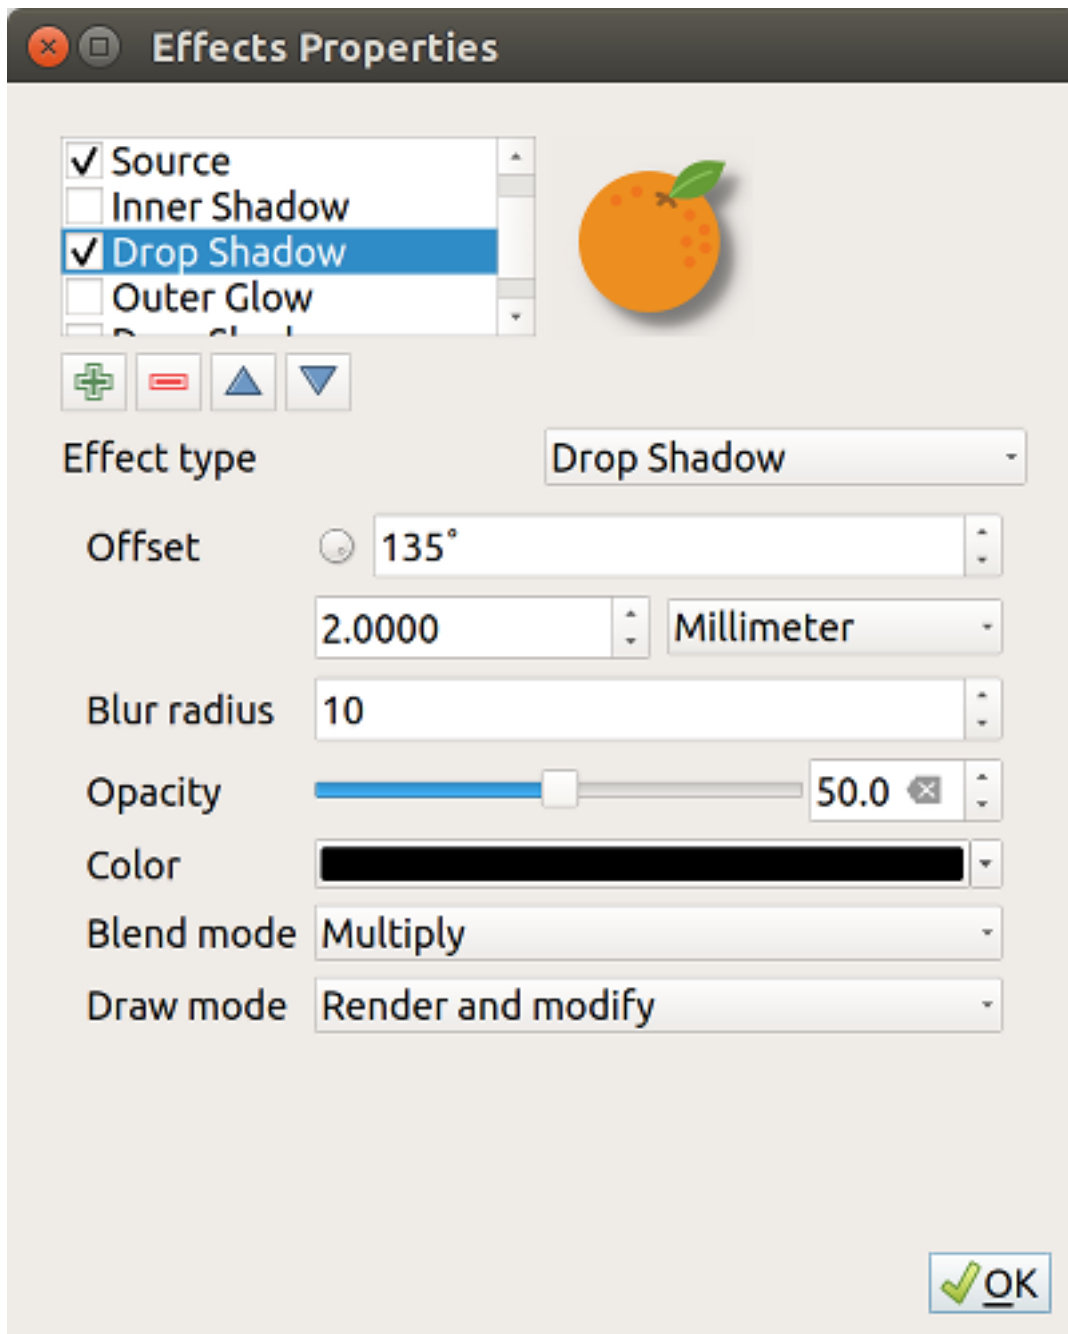 Effects Properties
Source
Inner Shadow
Drop Shadow
Outer Glow
Effect type Drop Shadow
Offset 135°
2.0000 Millimeter
Blur radius 10
Opacity 50.0
Color
Blend mode Multiply
Draw mode Render and modify
OK